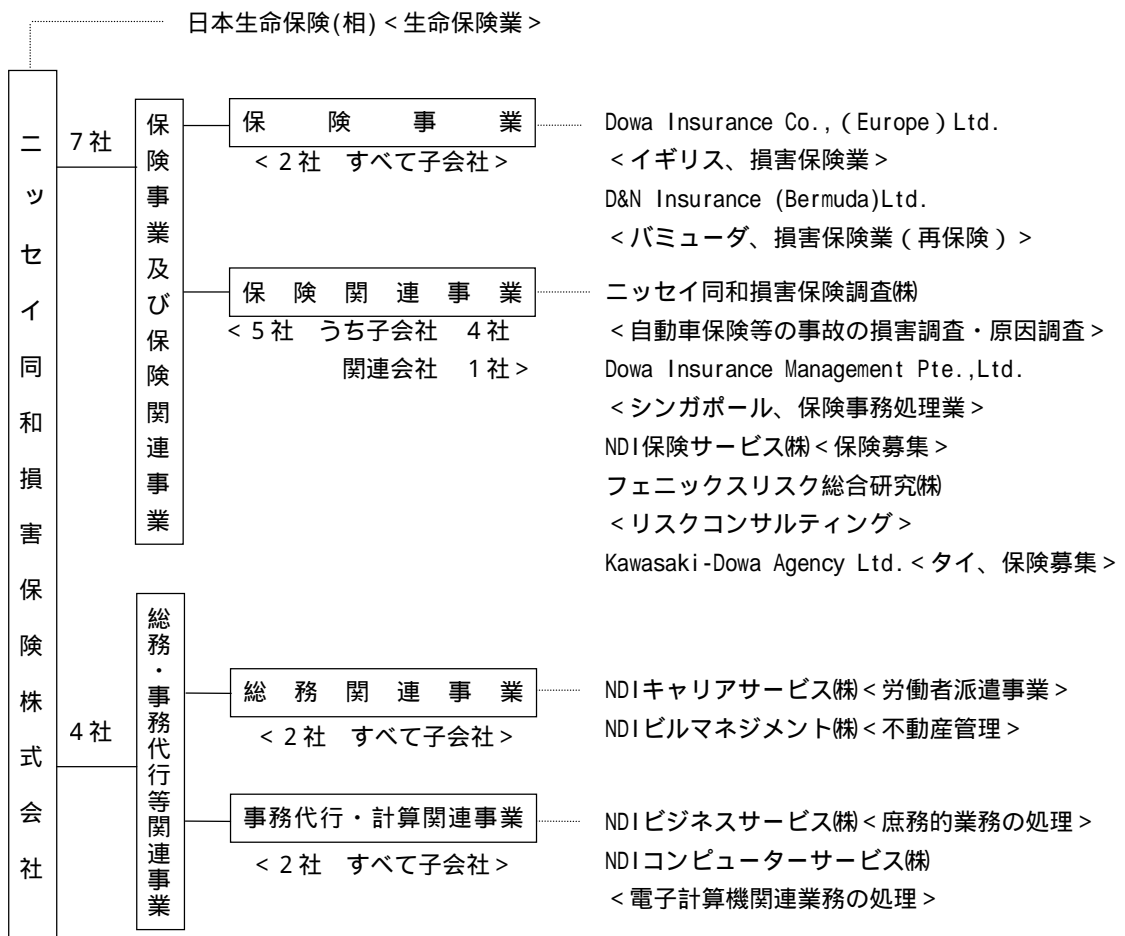 日本生命保険(相)<生命保険業>
ニッセイ同和損害保険株式会社
7社
保険事業及び保険関連事業
保険事業
<2社 すべて子会社>
Dowa Insurance Co.,(Europe)Ltd.
<イギリス、損害保険業>
D&N Insurance (Bermuda)Ltd.
<バミューダ、損害保険業(再保険)>
保険関連事業
<5社 うち子会社 4社
関連会社 1社>
ニッセイ同和損害保険調査㈱
<自動車保険等の事故の損害調査・原因調査>
Dowa Insurance Management Pte.,Ltd.
<シンガポール、保険事務処理業>
NDI保険サービス㈱<保険募集>
フェニックスリスク総合研究㈱
<リスクコンサルティング>
Kawasaki-Dowa Agency Ltd.<タイ、保険募集>
4社
総務・事務代行等関連事業
総務関連事業
<2社 すべて子会社>
NDIキャリアサービス㈱<労働者派遣事業>
NDIビルマネジメント㈱<不動産管理>
事務代行・計算関連事業
<2社 すべて子会社>
NDIビジネスサービス㈱<庶務的業務の処理>
NDIコンピューターサービス㈱
<電子計算機関連業務の処理>